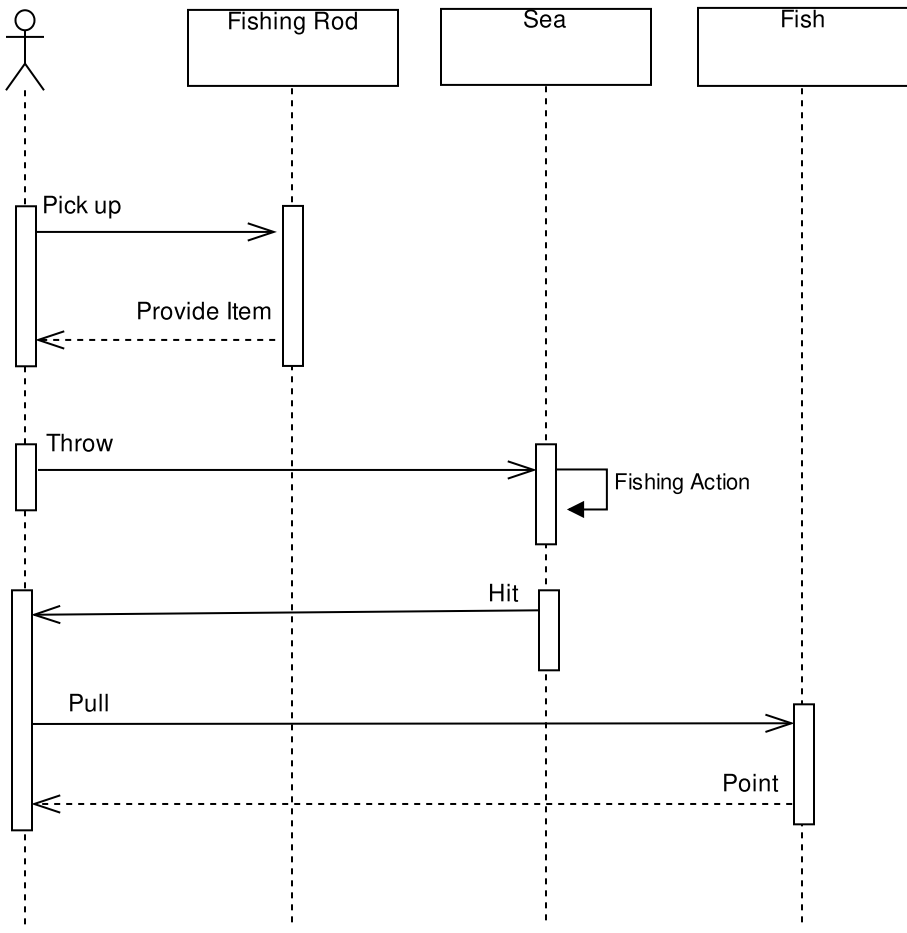 Fishing Rod
Sea
Fish
Pick up
Provide Item
Throw
Fishing Action
Hit
Pull
Point